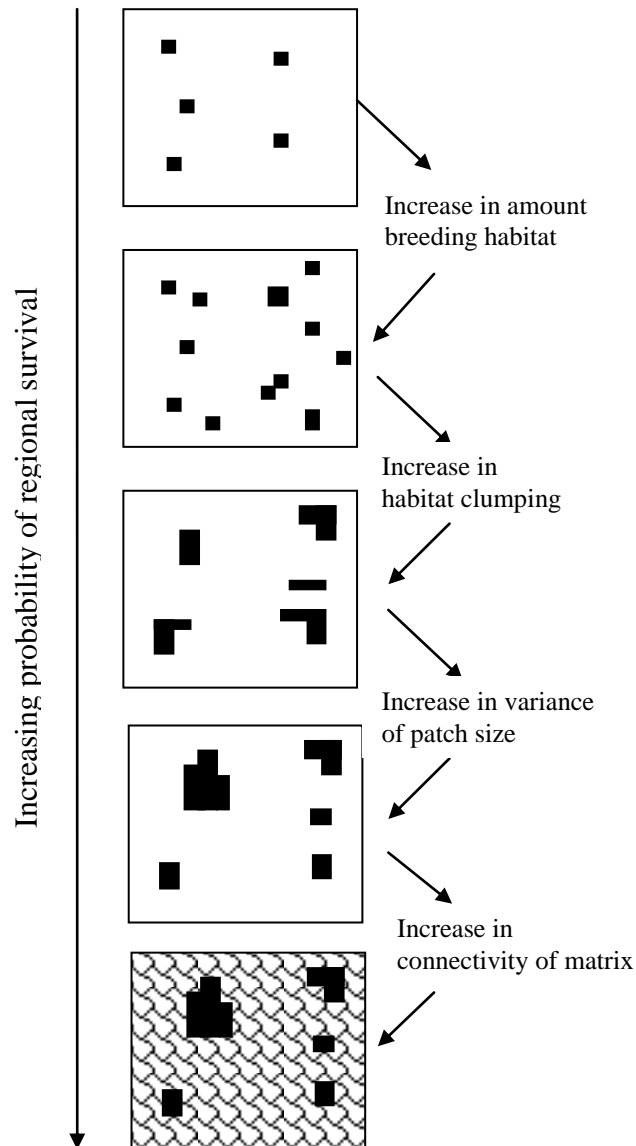 Increasing probability of regional survival
Increase in amount
breeding habitat
Increase in
habitat clumping
Increase in variance
of patch size
Increase in
connectivity of matrix